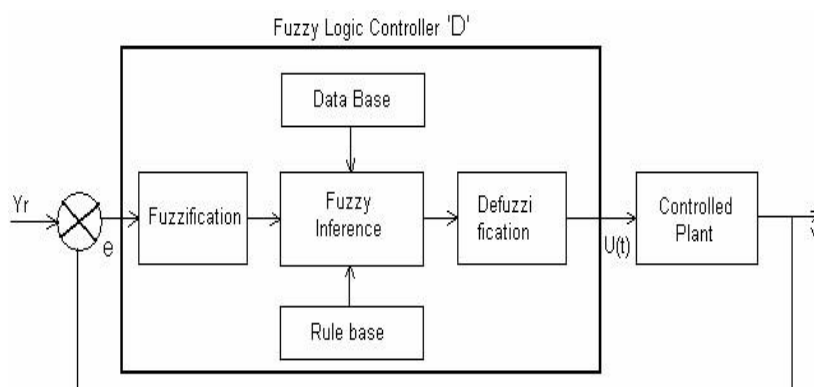 Fuzzy Logic Controller 'D'
Data Base
Yr
e
Fuzzification
Fuzzy
Inference
Defuzzi
fication
U(t)
Controlled
Plant
Rule base